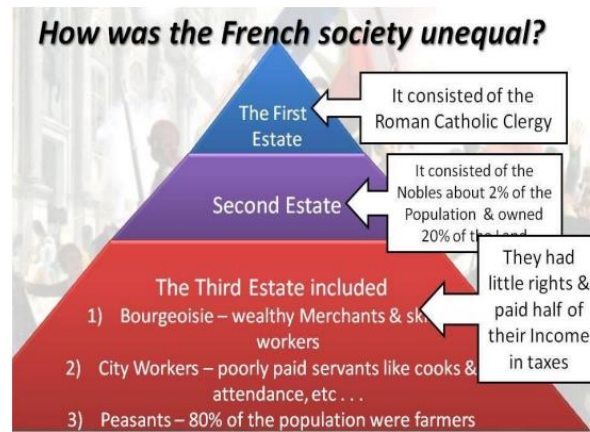 How was the French society unequal?
The First
Estate
It consisted of the
Roman Catholic Clergy
Second Estate
It consisted of the
Nobles about 2% of the
Population & owned
20% of the
The Third Estate included
1) Bourgeoisie – wealthy Merchants &
workers
2) City Workers – poorly paid servants like cooks &
attendance, etc . . .
3) Peasants – 80% of the population were farmers
They had
little rights &
paid half of
their Income
in taxes